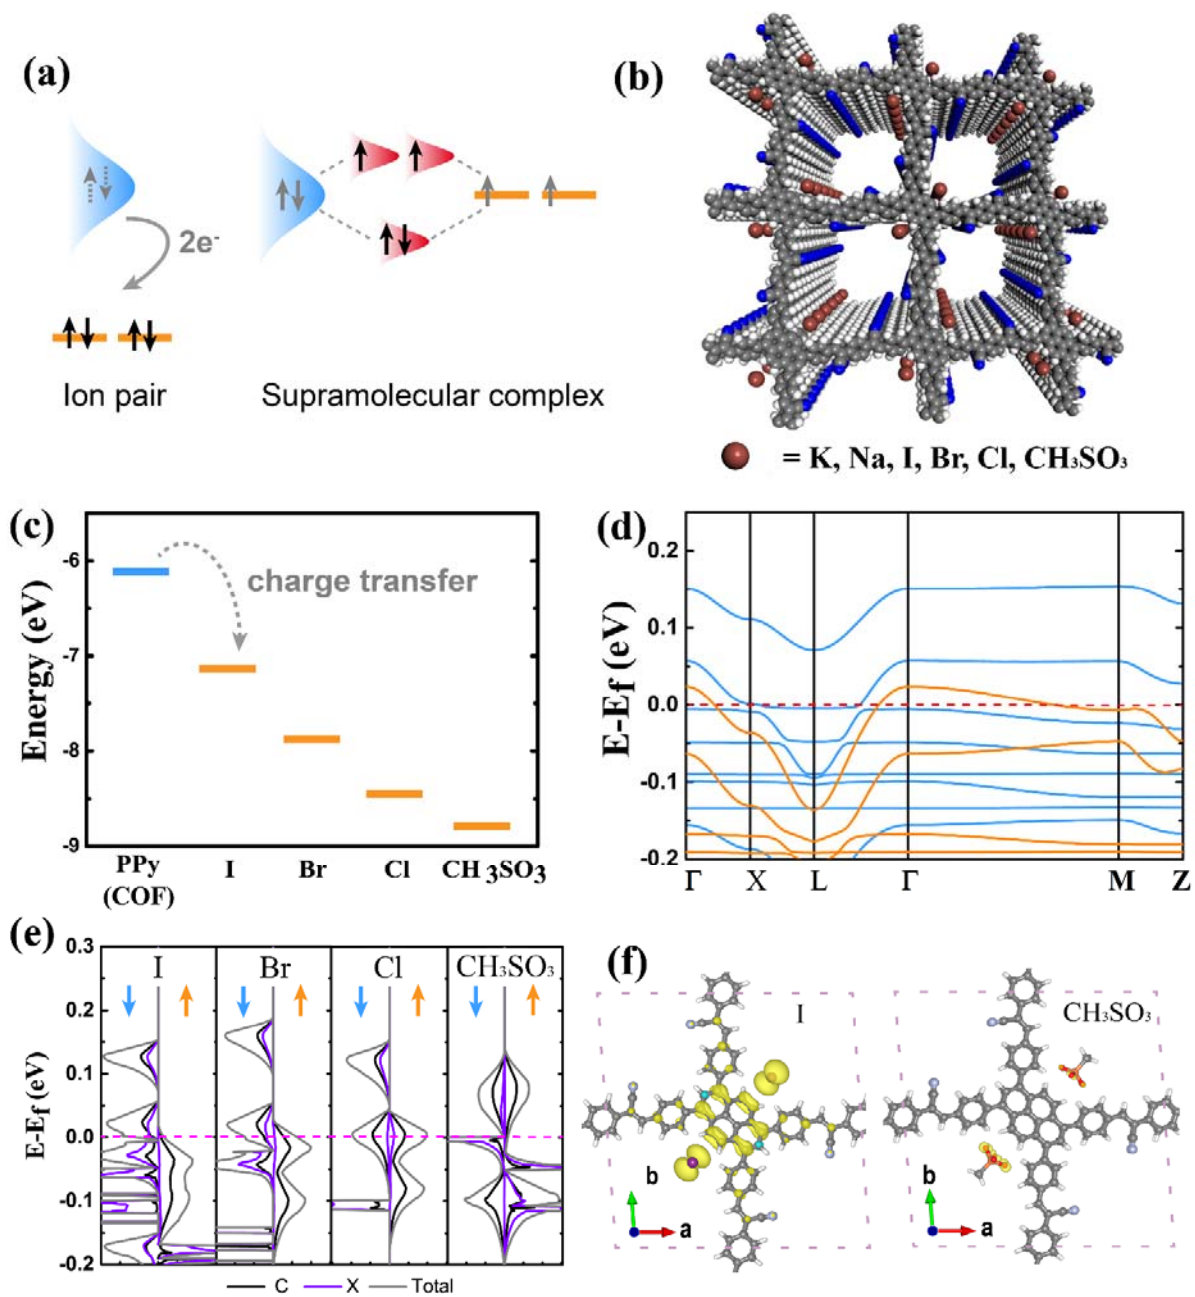 (a)
2e-
Ion pair
Supramolecular complex
(b)
= K, Na, I, Br, Cl, CH₃SO₃
(c)
Energy (eV)
-6
-7
-8
-9
charge transfer
PPy
(COF)
I
Br
Cl
CH₃SO₃
(d)
E-Ef (eV)
0.2
0.1
0.0
-0.1
-0.2
Γ
X
L
Γ
M
Z
(e)
E-Ef (eV)
0.3
0.2
0.1
0.0
-0.1
-0.2
I
Br
Cl
CH₃SO₃
C
X
Total
(f)
I
b
a
CH₃SO₃
b
a